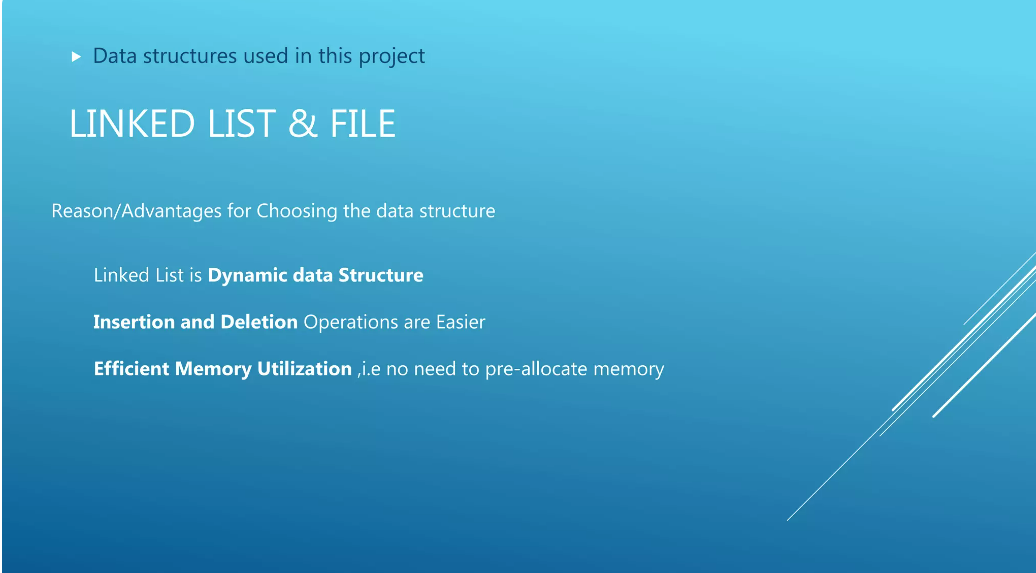 Data structures used in this project
LINKED LIST & FILE
Reason/Advantages for Choosing the data structure
Linked List is Dynamic data Structure
Insertion and Deletion Operations are Easier
Efficient Memory Utilization ,i.e no need to pre-allocate memory